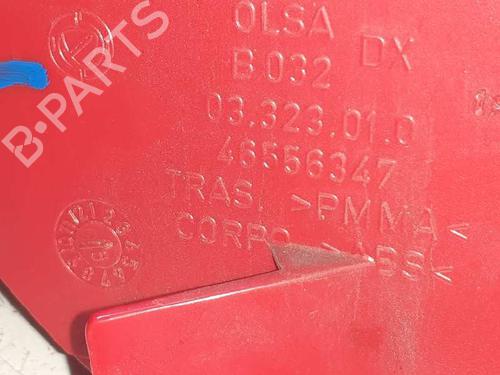 OLSA DX
B.032
03.323.01.0
46556347
TRAS. >PMMA<
CORPO >ABS<
B-PARTS